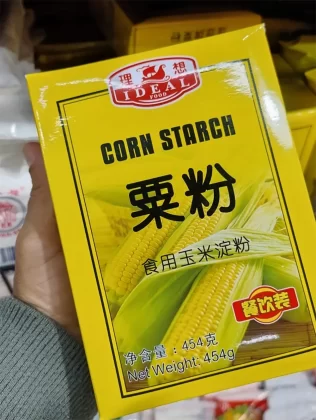 理想
IDEAL
FOOD
CORN STARCH
粟粉
食用玉米淀粉
餐饮装
净含量：454克
Net Weight: 454g